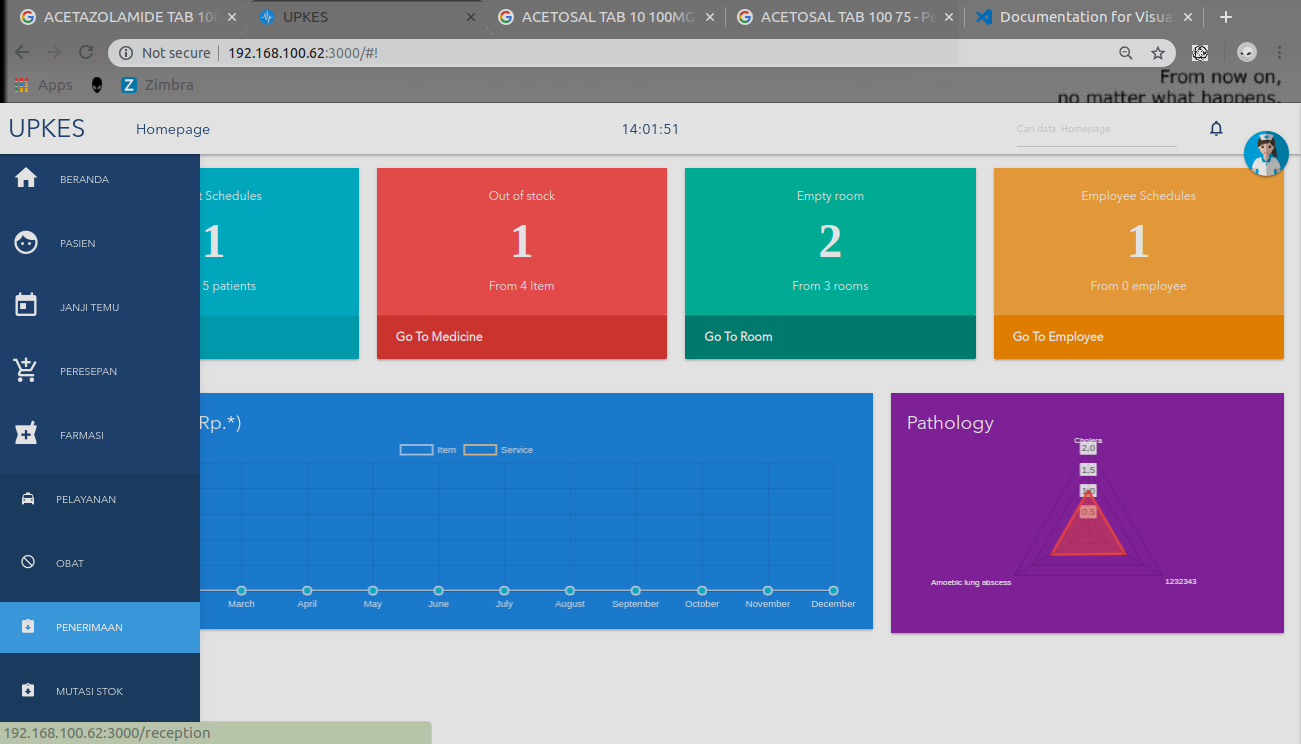 ACETAZOLAMIDE TAB 100
UPKES
ACETOSAL TAB 10 100MG
ACETOSAL TAB 100 75 - Pe
Documentation for Visua
Not secure
192.168.100.62:3000/#!
Apps
Zimbra
From now on,
no matter what happens.
UPKES
Homepage
14:01:51
Cari data Homepage
BERANDA
PASIEN
JANJI TEMU
PERESEPAN
FARMASI
PELAYANAN
OBAT
PENERIMAAN
MUTASI STOK
t Schedules
1
5 patients
Out of stock
1
From 4 Item
Go To Medicine
Empty room
2
From 3 rooms
Go To Room
Employee Schedules
1
From 0 employee
Go To Employee
Rp.*)
Item
Service
March
April
May
June
July
August
September
October
November
December
Pathology
Cholera
2.0
1.5
1.0
0.5
Amoebic lung abscess
1232343
192.168.100.62:3000/reception